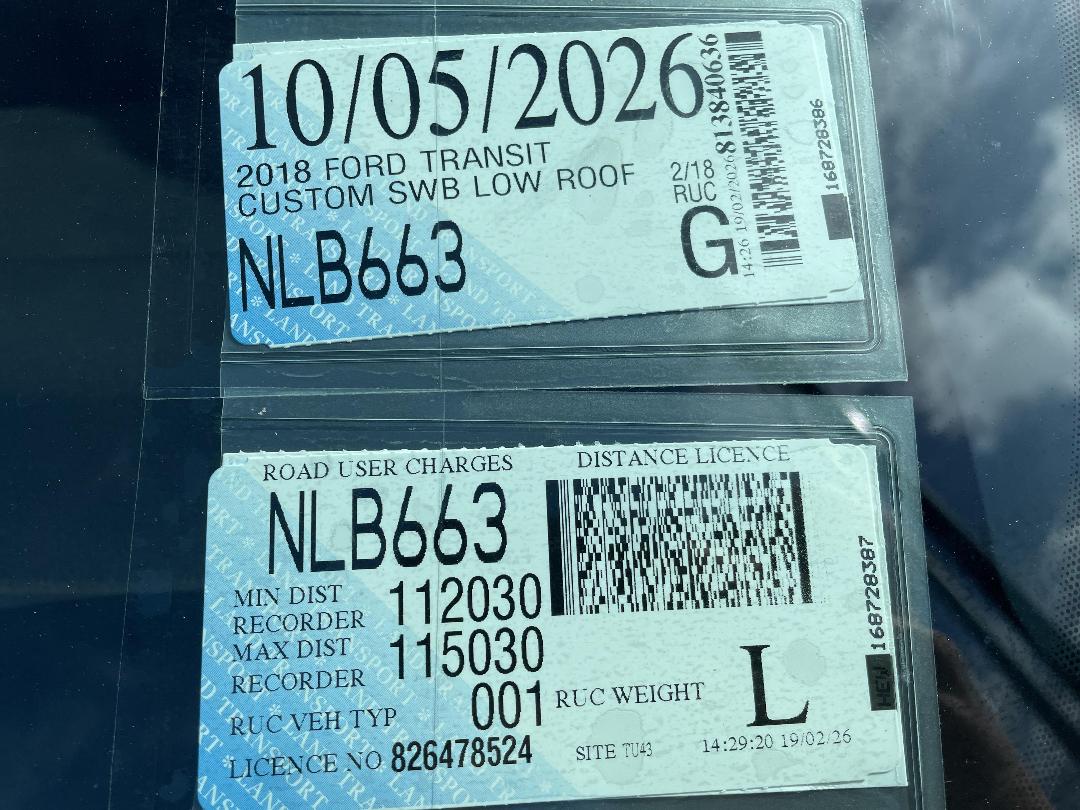 10/05/2026
2018 FORD TRANSIT
CUSTOM SWB LOW ROOF
2/18
RUC
NLB663
G
14:26 19/02/2026 813840636
168728386
ROAD USER CHARGES
DISTANCE LICENCE
NLB663
MIN DIST
RECORDER 112030
MAX DIST
RECORDER 115030
RUC VEH TYP 001
RUC WEIGHT L
LICENCE NO 826478524
SITE TU43
14:29:20 19/02/26
168728387
NEW